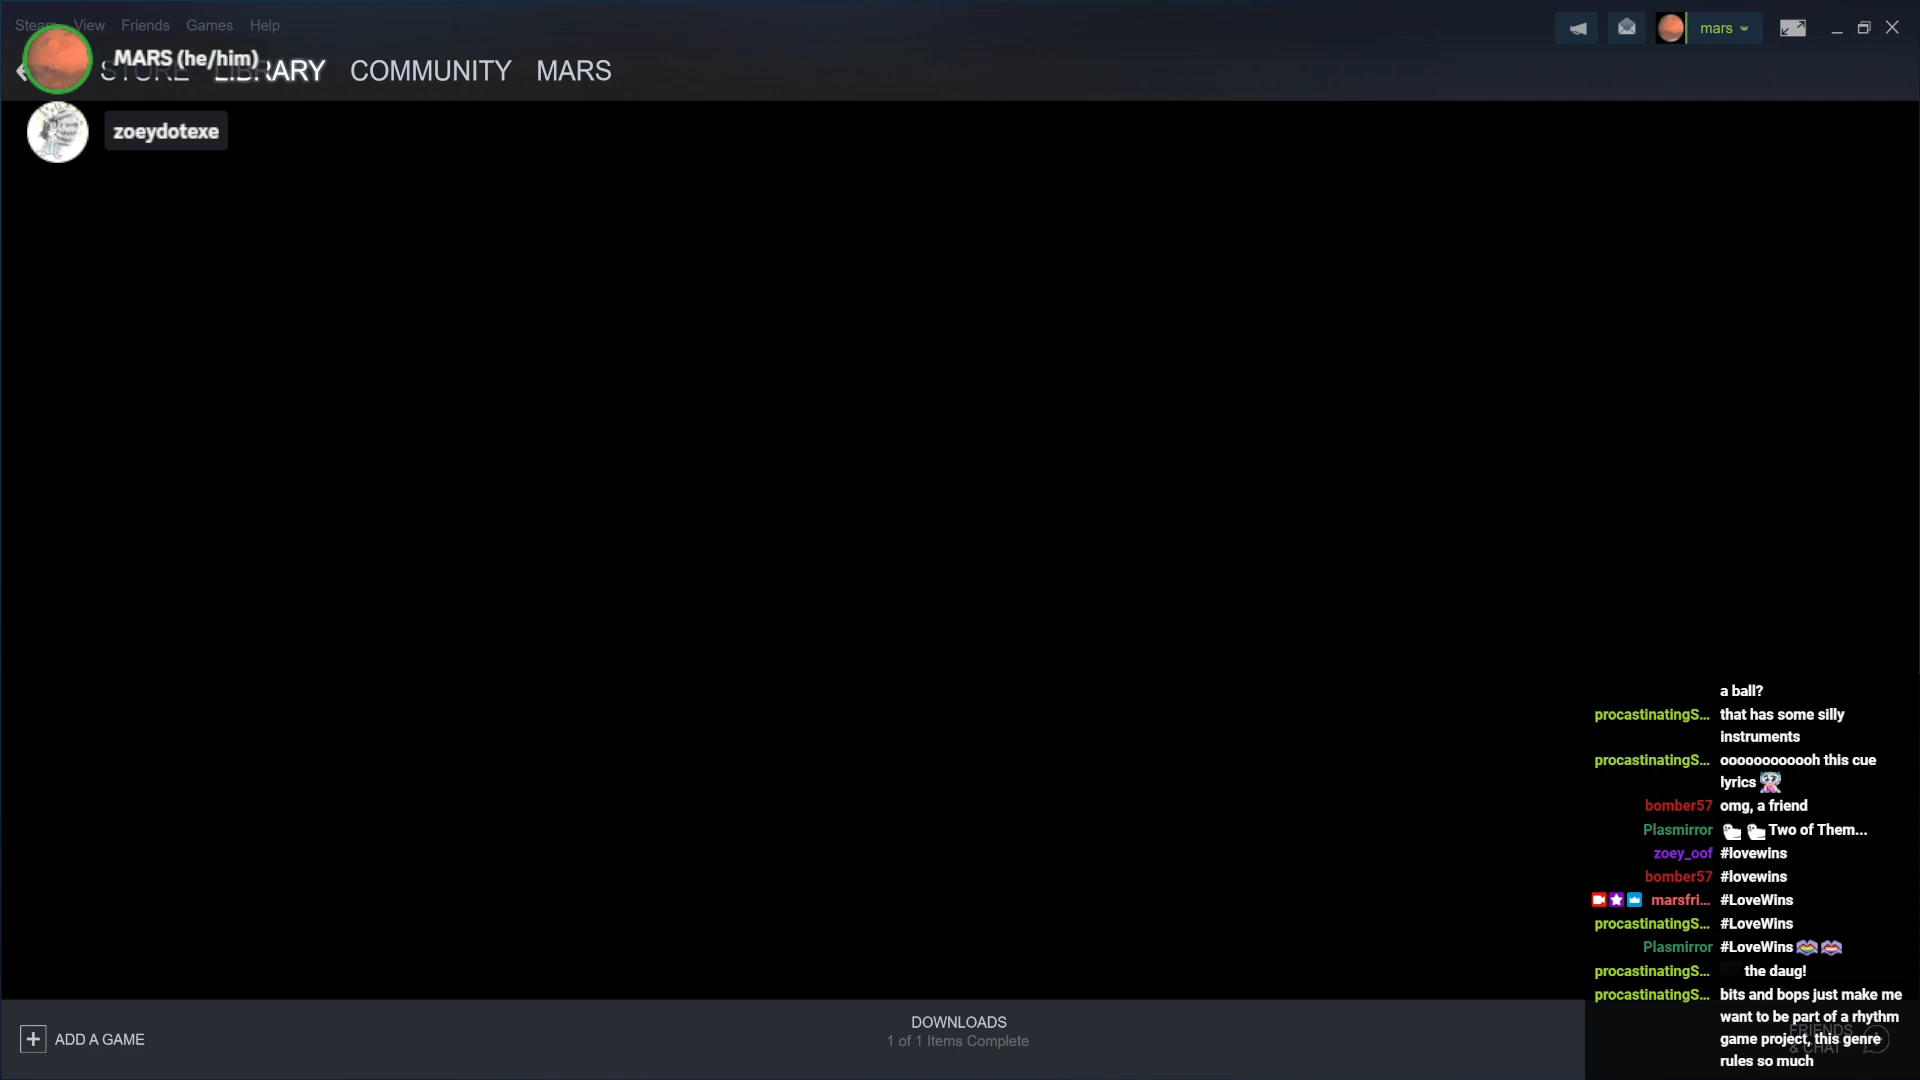 Steam View Friends Games Help
mars
MARS (he/him)
STORE LIBRARY COMMUNITY MARS
zoeydotexe
a ball?
procastinatingS... that has some silly
instruments
procastinatingS... oooooooooooh this cue
lyrics
bomber57 omg, a friend
Plasmirror Two of Them...
zoey_oof #lovewins
bomber57 #lovewins
marsfri... #LoveWins
procastinatingS... #LoveWins
Plasmirror #LoveWins
procastinatingS... the daug!
procastinatingS... bits and bops just make me
want to be part of a rhythm
game project, this genre
rules so much
FRIENDS
& CHAT
DOWNLOADS
1 of 1 Items Complete
ADD A GAME